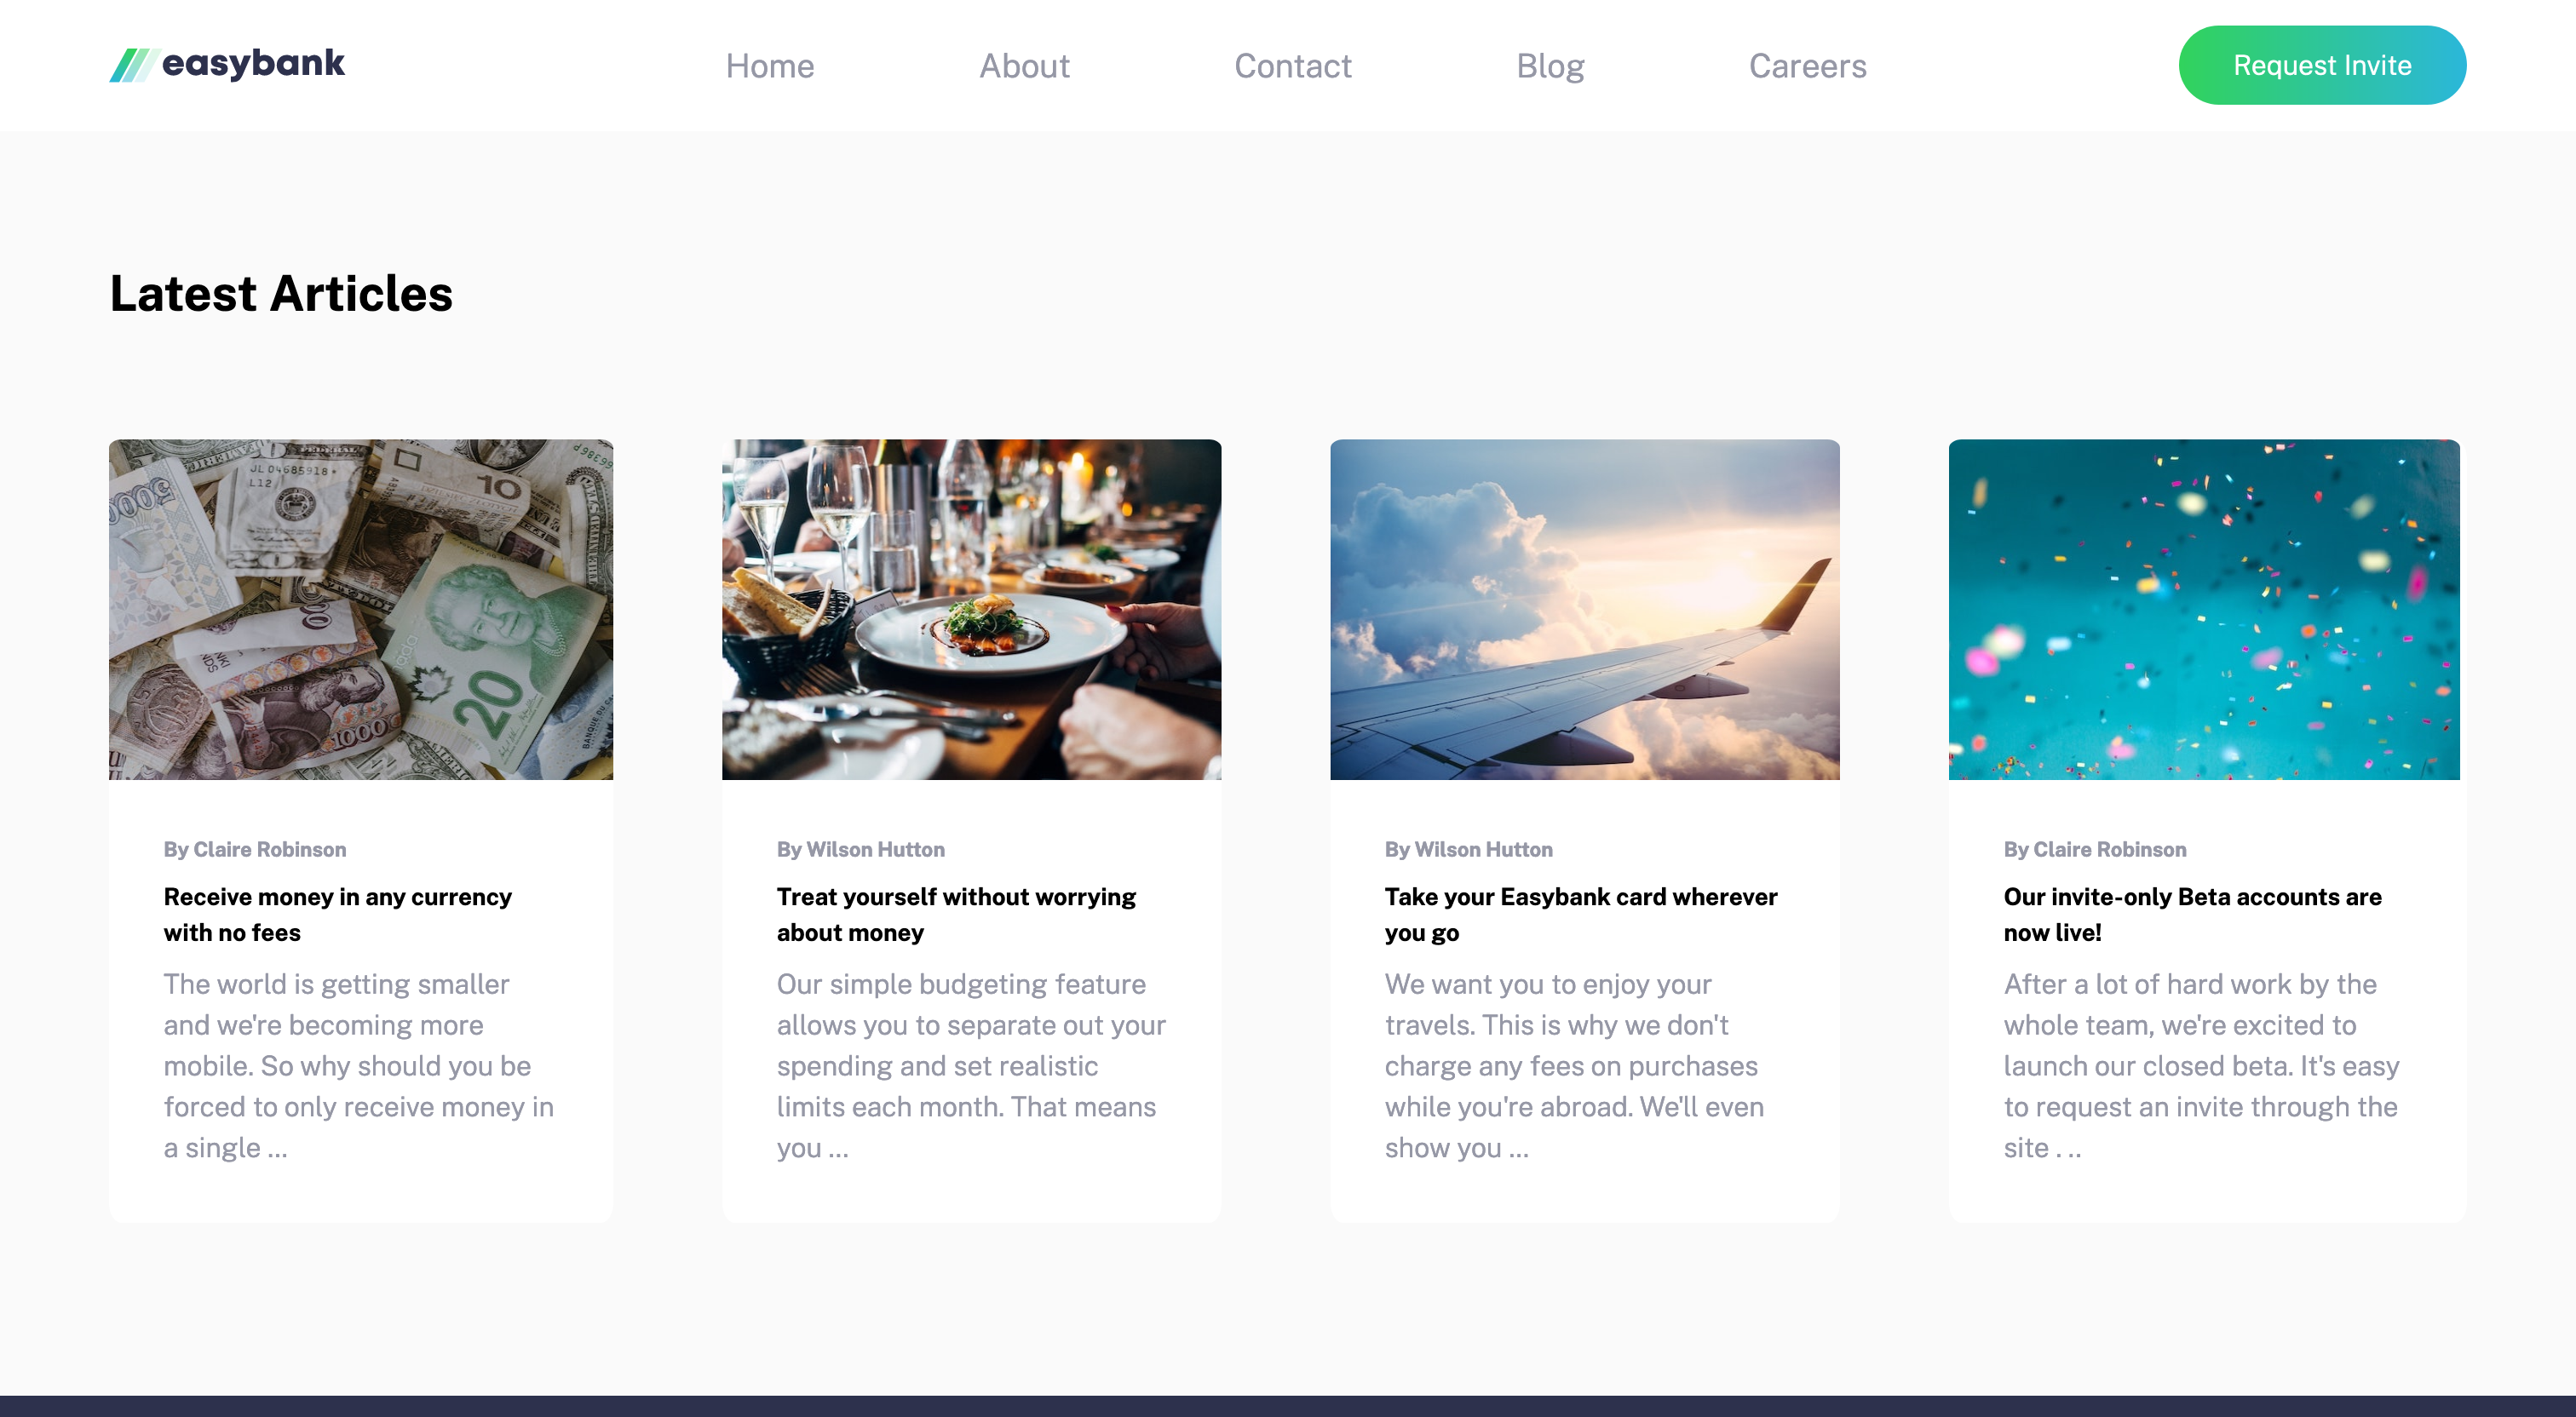 easybank
Home
About
Contact
Blog
Careers
Request Invite
Latest Articles
JL04685918*
L12
10
20
1000
20
By Claire Robinson
Receive money in any currency
with no fees
The world is getting smaller
and we're becoming more
mobile. So why should you be
forced to only receive money in
a single ...
By Wilson Hutton
Treat yourself without worrying
about money
Our simple budgeting feature
allows you to separate out your
spending and set realistic
limits each month. That means
you ...
By Wilson Hutton
Take your Easybank card wherever
you go
We want you to enjoy your
travels. This is why we don't
charge any fees on purchases
while you're abroad. We'll even
show you ...
By Claire Robinson
Our invite-only Beta accounts are
now live!
After a lot of hard work by the
whole team, we're excited to
launch our closed beta. It's easy
to request an invite through the
site . ..